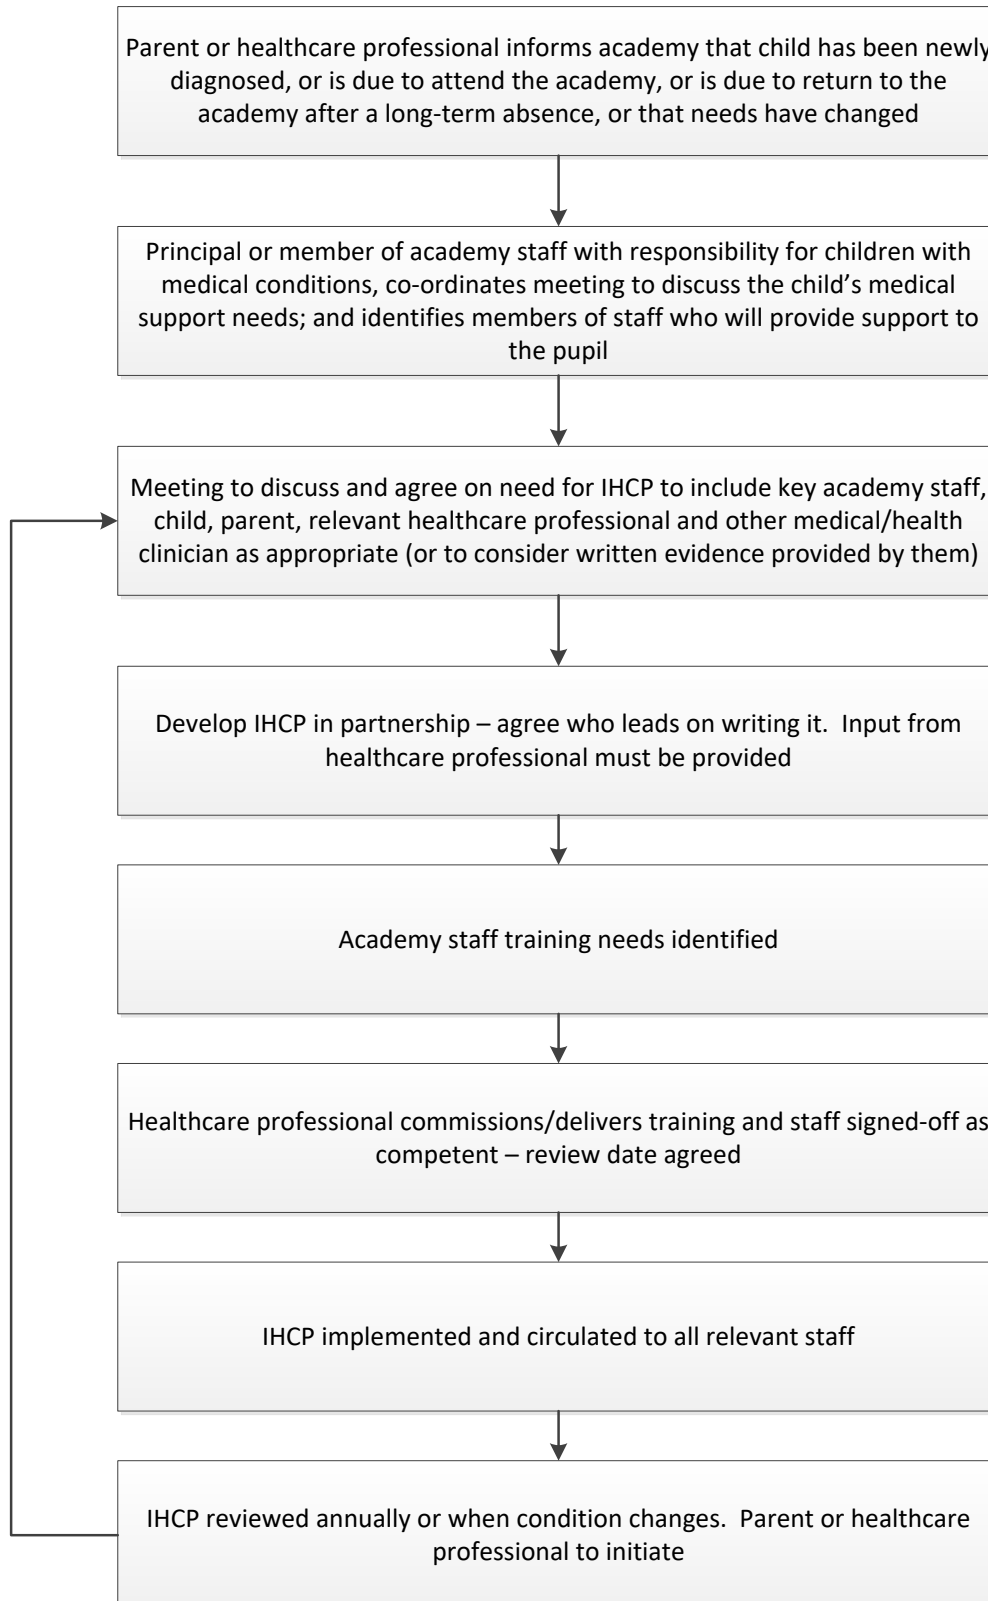 Parent or healthcare professional informs academy that child has been newly
diagnosed, or is due to attend the academy, or is due to return to the
academy after a long-term absence, or that needs have changed
Principal or member of academy staff with responsibility for children with
medical conditions, co-ordinates meeting to discuss the child’s medical
support needs; and identifies members of staff who will provide support to
the pupil
Meeting to discuss and agree on need for IHCP to include key academy staff,
child, parent, relevant healthcare professional and other medical/health
clinician as appropriate (or to consider written evidence provided by them)
Develop IHCP in partnership – agree who leads on writing it.  Input from
healthcare professional must be provided
Academy staff training needs identified
Healthcare professional commissions/delivers training and staff signed-off as
competent – review date agreed
IHCP implemented and circulated to all relevant staff
IHCP reviewed annually or when condition changes.  Parent or healthcare
professional to initiate